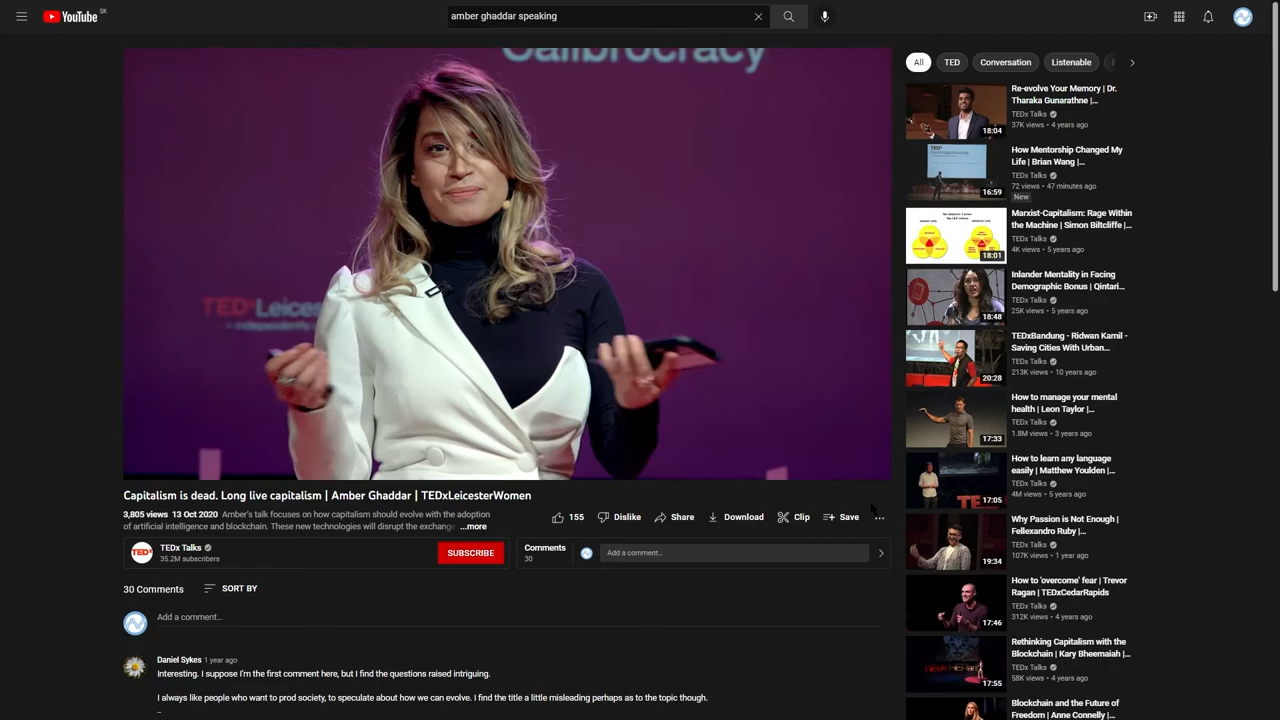 YouTube SK
amber ghaddar speaking
Calibrocracy
TEDxLeices
Capitalism is dead. Long live capitalism | Amber Ghaddar | TEDxLeicesterWomen
3,805 views 13 Oct 2020 Amber's talk focuses on how capitalism should evolve with the adoption
of artificial intelligence and blockchain. These new technologies will disrupt the exchange ...more
155 Dislike Share Download Clip Save
TEDx
TEDx Talks
35.2M subscribers
SUBSCRIBE
Comments
30
Add a comment...
30 Comments SORT BY
Add a comment...
Daniel Sykes 1 year ago
Interesting. I suppose I'm the first comment here, but I find the questions raised intriguing.
I always like people who want to prod society, to speculate about how we can evolve. I find the title a little misleading perhaps as to the topic though.
All TED Conversation Listenable
18:04
Re-evolve Your Memory | Dr.
Tharaka Gunarathne |...
TEDx Talks
37K views • 4 years ago
16:59
How Mentorship Changed My
Life | Brian Wang |...
TEDx Talks
72 views • 47 minutes ago
New
18:01
Marxist-Capitalism: Rage Within
the Machine | Simon Biltcliffe |...
TEDx Talks
4K views • 5 years ago
18:48
Inlander Mentality in Facing
Demographic Bonus | Qintari...
TEDx Talks
25K views • 5 years ago
20:28
TEDxBandung - Ridwan Kamil -
Saving Cities With Urban...
TEDx Talks
213K views • 10 years ago
17:33
How to manage your mental
health | Leon Taylor |...
TEDx Talks
1.8M views • 3 years ago
17:05
How to learn any language
easily | Matthew Youlden |...
TEDx Talks
4M views • 5 years ago
19:34
Why Passion is Not Enough |
Fellexandro Ruby |...
TEDx Talks
107K views • 1 year ago
17:46
How to 'overcome' fear | Trevor
Ragan | TEDxCedarRapids
TEDx Talks
312K views • 4 years ago
17:55
Rethinking Capitalism with the
Blockchain | Kary Bheemaiah |...
TEDx Talks
58K views • 4 years ago
Blockchain and the Future of
Freedom | Anne Connelly |...